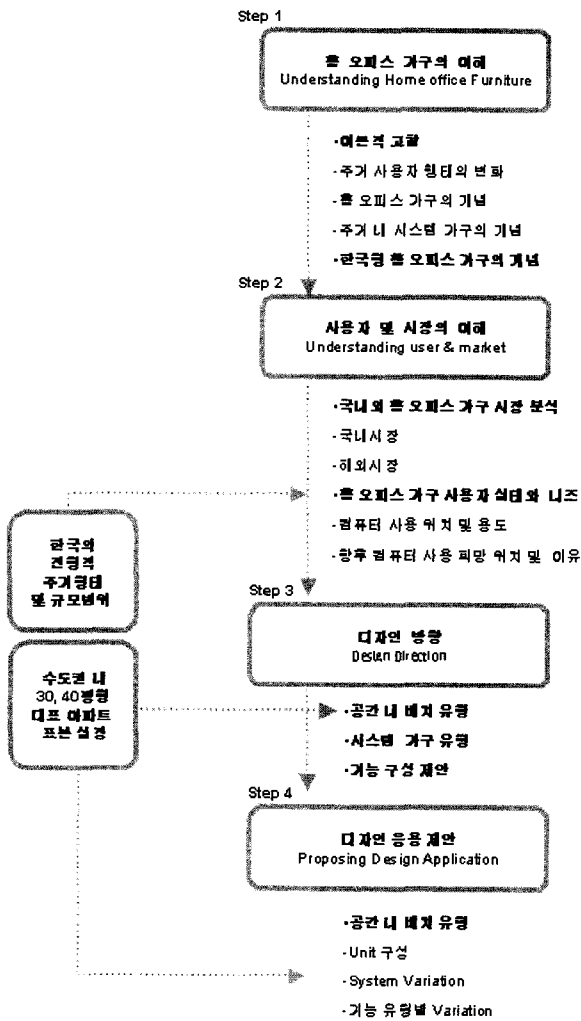 Step 1
홈 오피스 가구의 이해
Understanding Home office Furniture
·이론적 고찰
-주거 사용자 형태의 변화
-홈 오피스 가구의 개념
-주거 내 시스템 가구의 개념
·한국형 홈 오피스 가구의 개념
Step 2
사용자 및 시장의 이해
Understanding user & market
·국내외 홈 오피스 가구 시장 분석
-국내시장
-해외시장
·홈 오피스 가구 사용자 실태와 니즈
-컴퓨터 사용 위치 및 용도
-향후 컴퓨터 사용 희망 위치 및 이유
한국의
전형적
주거형태
및 규모범위
Step 3
디자인 방향
Design Direction
수도권 내
30, 40평형
대표 아파트
표본 설정
·공간 내 배치 유형
·시스템 가구 유형
·기능 구성 제안
Step 4
디자인 응용 제안
Proposing Design Application
·공간 내 배치 유형
-Unit 구성
-System Variation
-기능 유형별 Variation